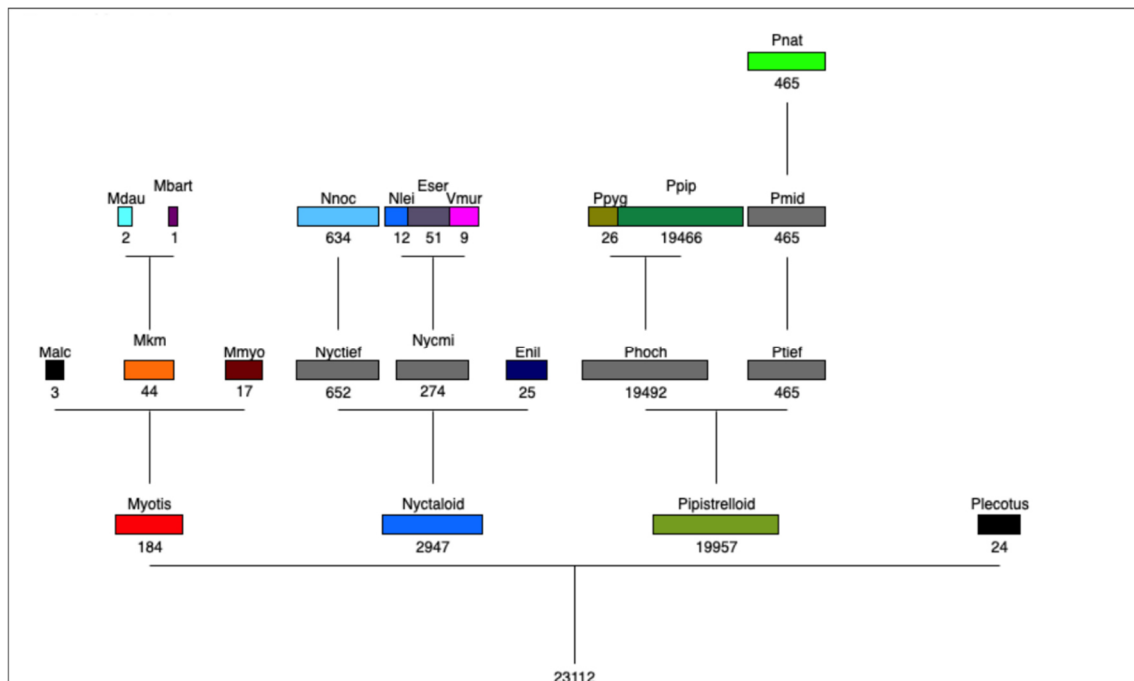 Pnat
465
Mbart
Eser
Ppip
Mdau
Nnoc
Nlei
Vmur
Ppyg
Pmid
2
1
634
12
51
9
26
19466
465
Mkm
Nycmi
Malc
Mmyo
Nyctief
Enil
Phoch
Ptief
3
44
17
652
274
25
19492
465
Myotis
Nyctaloid
Pipistrelloid
Plecotus
184
2947
19957
24
23112